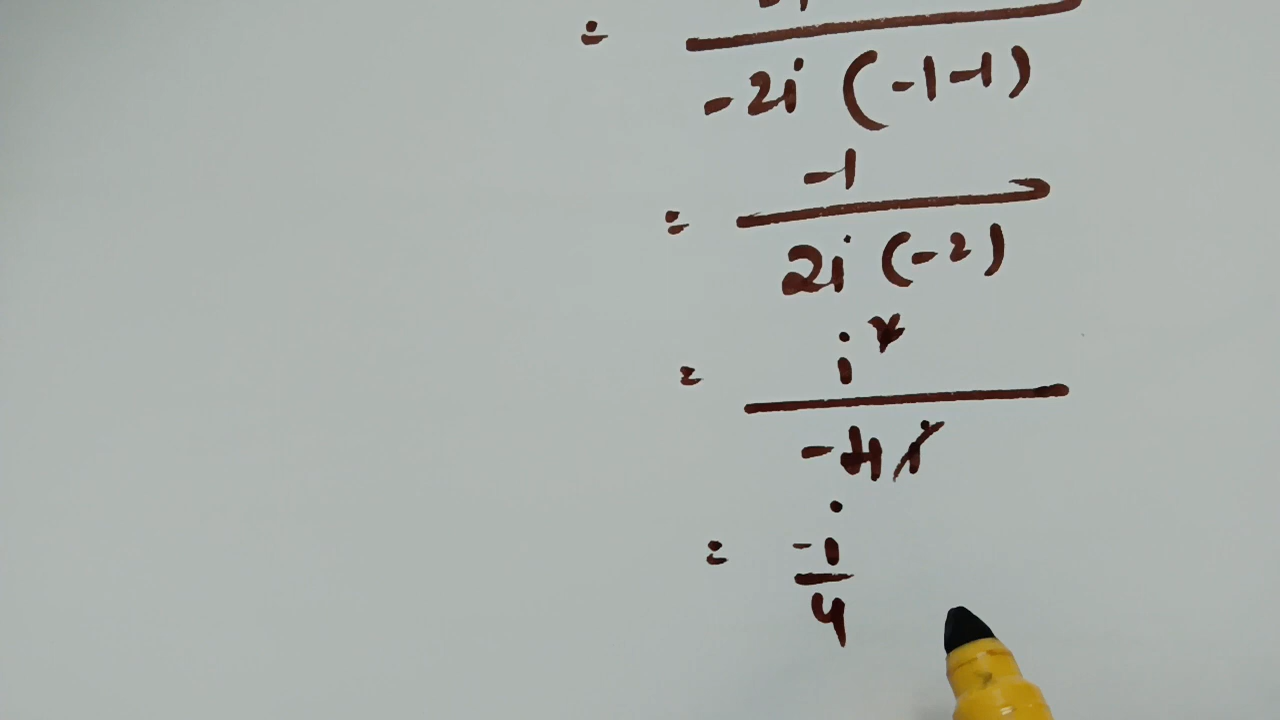 = -2i (-1-1)
= -1 / 2i (-2)
= i² / -4i
= -i / 4